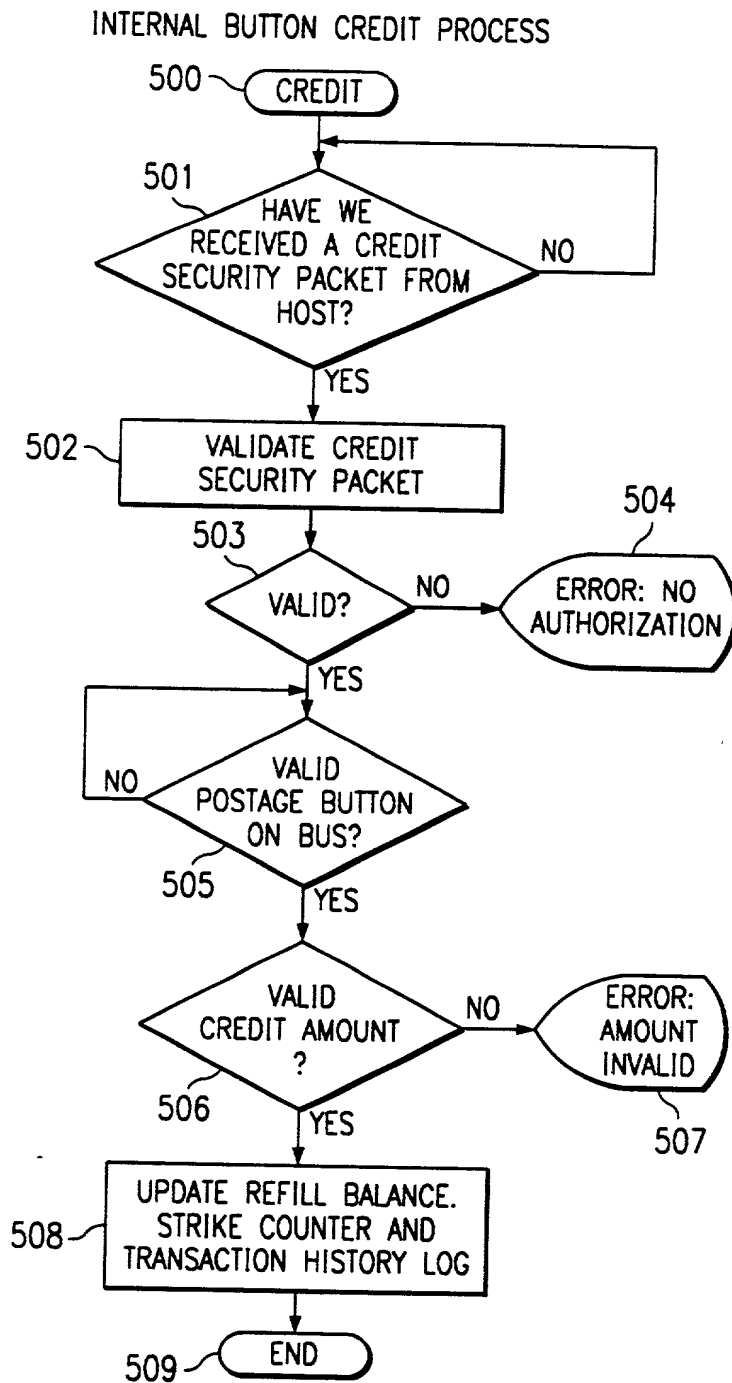 INTERNAL BUTTON CREDIT PROCESS
500
CREDIT
501
HAVE WE
RECEIVED A CREDIT
SECURITY PACKET FROM
HOST?
NO
YES
502
VALIDATE CREDIT
SECURITY PACKET
503
VALID?
NO
504
ERROR: NO
AUTHORIZATION
YES
NO
VALID
POSTAGE BUTTON
ON BUS?
505
YES
VALID
CREDIT AMOUNT
?
NO
506
ERROR:
AMOUNT
INVALID
507
YES
508
UPDATE REFILL BALANCE.
STRIKE COUNTER AND
TRANSACTION HISTORY LOG
509
END